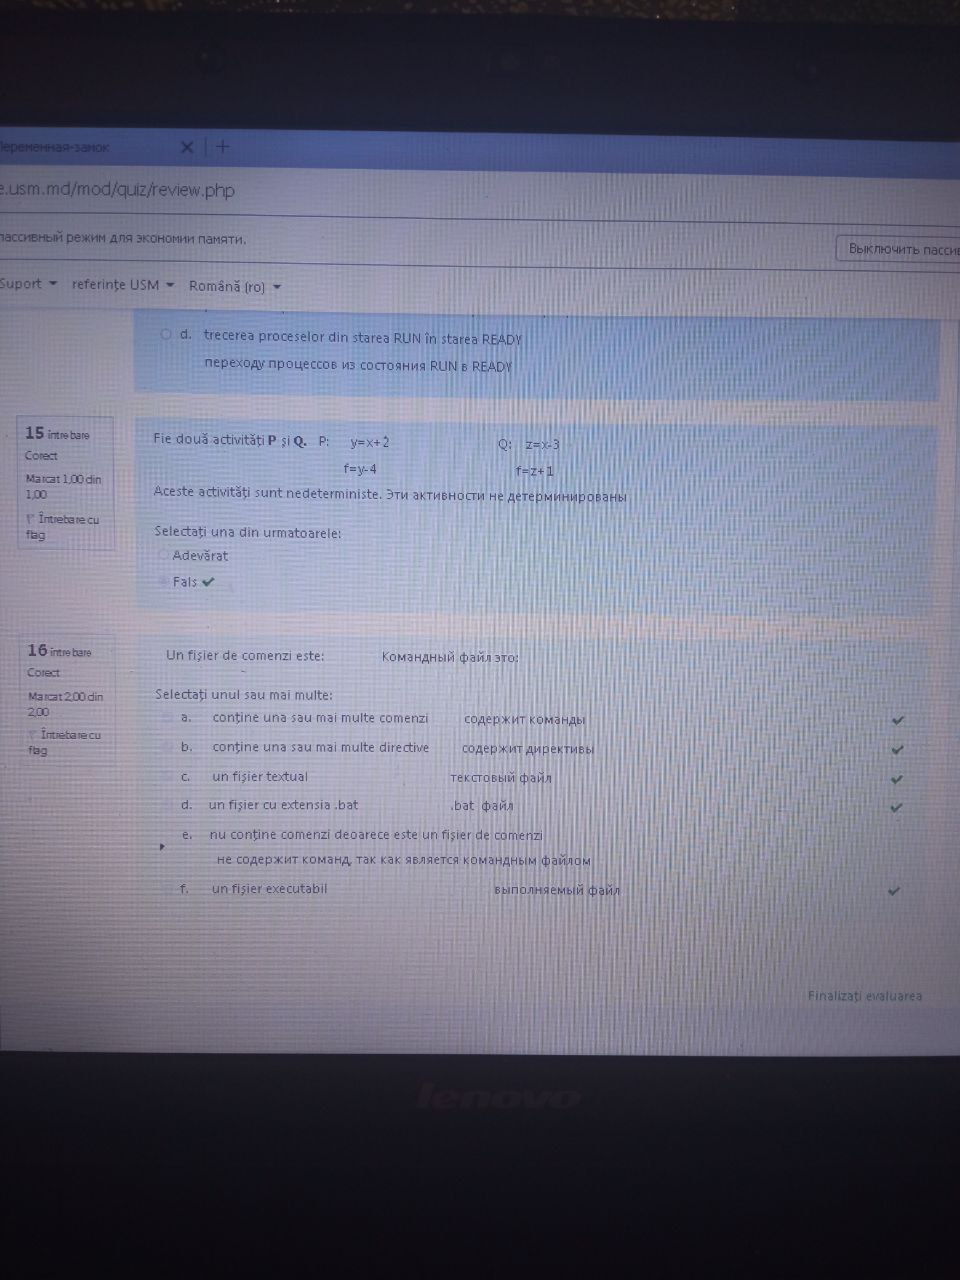 Переменная-замок
e.usm.md/mod/quiz/review.php
пассивный режим для экономии памяти.
Выключить
Suport referințe USM Română (ro)
d. trecerea proceselor din starea RUN în starea READY
переходу процессов из состояния RUN в READY
15 întrebare
Corect
Marcat 1,00 din
1,00
Întrebare cu
flag
Fie două activități P și Q. P: y=x+2 Q: z=x-3
f=y-4 f=z+1
Aceste activități sunt nedeterministe. Эти активности не детерминированы
Selectați una din urmatoarele:
Adevărat
Fals
16 întrebare
Corect
Marcat 2,00 din
2,00
Întrebare cu
flag
Un fișier de comenzi este: Командный файл это:
Selectați unul sau mai multe:
a. conține una sau mai multe comenzi содержит команды
b. conține una sau mai multe directive содержит директивы
c. un fișier textual текстовый файл
d. un fișier cu extensia .bat .bat файл
e. nu conține comenzi deoarece este un fișier de comenzi
не содержит команд, так как является командным файлом
f. un fișier executabil выполняемый файл
Finalizați evaluarea
lenovo